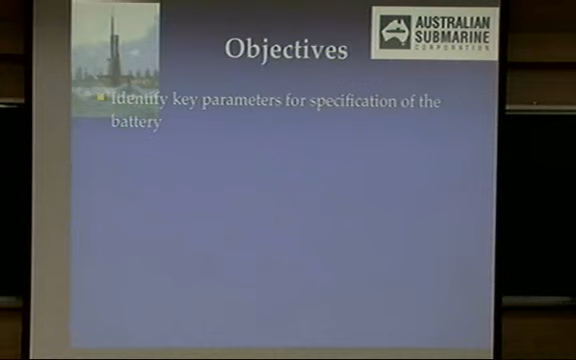 Objectives
AUSTRALIAN
SUBMARINE
CORPORATION
Identify key parameters for specification of the
battery